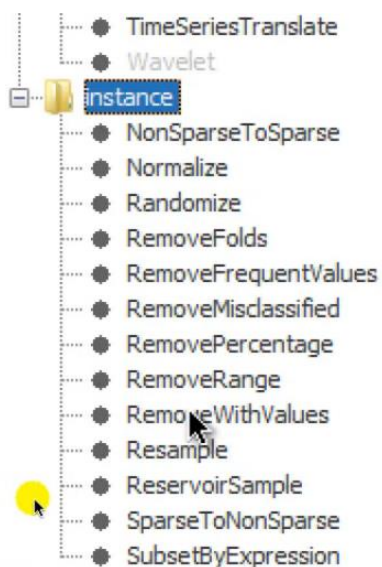 TimeSeriesTranslate
Wavelet
instance
NonSparseToSparse
Normalize
Randomize
RemoveFolds
RemoveFrequentValues
RemoveMisclassified
RemovePercentage
RemoveRange
RemoveWithValues
Resample
ReservoirSample
SparseToNonSparse
SubsetByExpression